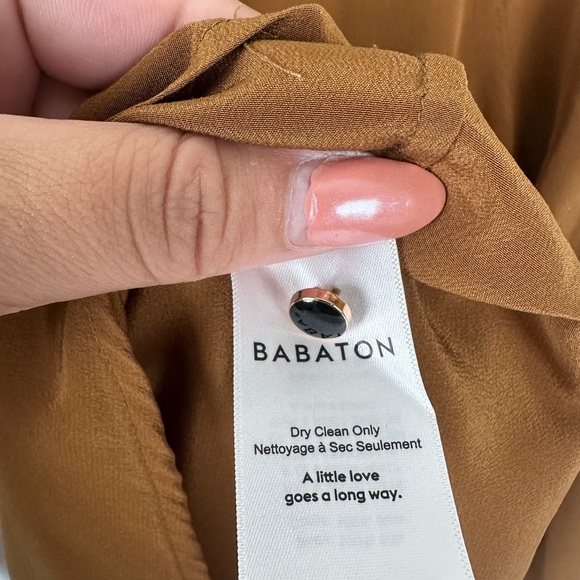 BABATON
Dry Clean Only
Nettoyage à Sec Seulement
A little love
goes a long way.